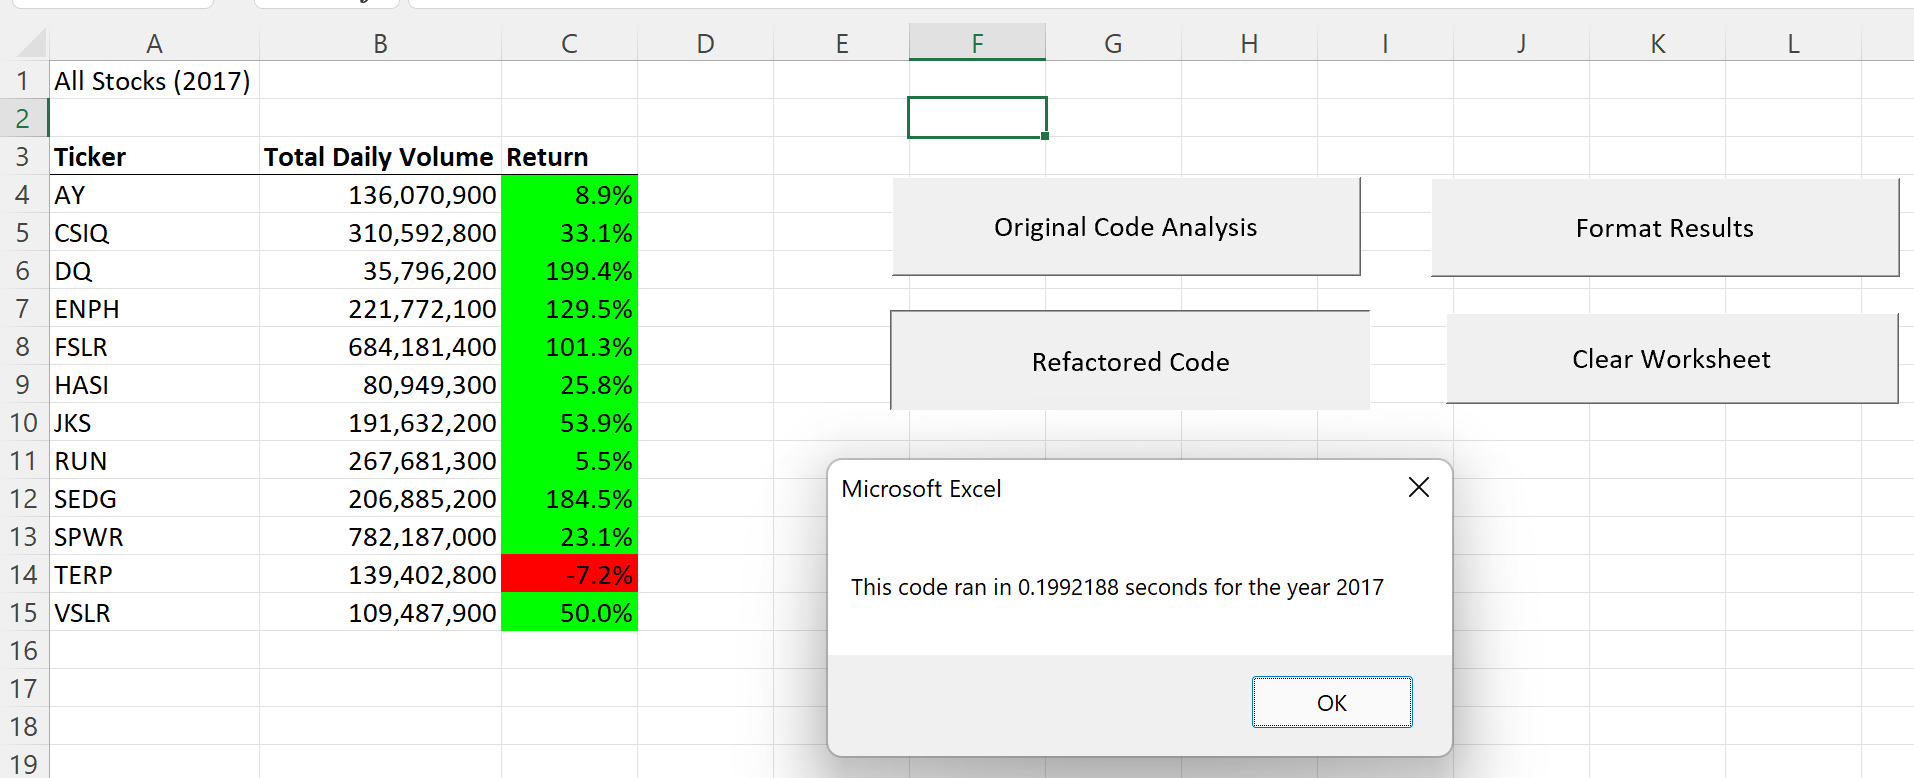 A B C D E F G H I J K L
1 All Stocks (2017)
2
3 Ticker Total Daily Volume Return
4 AY 136,070,900 8.9%
5 CSIQ 310,592,800 33.1%
6 DQ 35,796,200 199.4%
7 ENPH 221,772,100 129.5%
8 FSLR 684,181,400 101.3%
9 HASI 80,949,300 25.8%
10 JKS 191,632,200 53.9%
11 RUN 267,681,300 5.5%
12 SEDG 206,885,200 184.5%
13 SPWR 782,187,000 23.1%
14 TERP 139,402,800 -7.2%
15 VSLR 109,487,900 50.0%
16
17
18
19
Original Code Analysis
Format Results
Refactored Code
Clear Worksheet
Microsoft Excel
This code ran in 0.1992188 seconds for the year 2017
OK